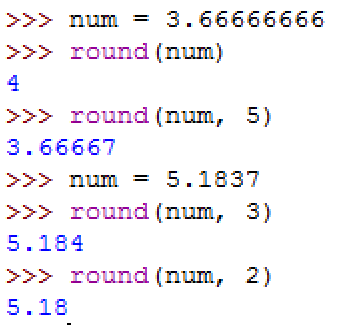 >>> num = 3.66666666
>>> round(num)
4
>>> round(num, 5)
3.66667
>>> num = 5.1837
>>> round(num, 3)
5.184
>>> round(num, 2)
5.18